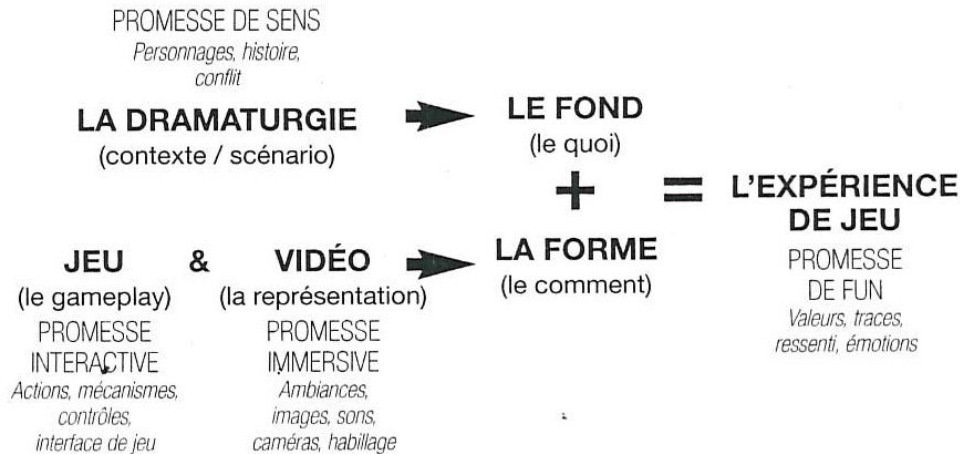 PROMESSE DE SENS
Personnages, histoire,
conflit
LA DRAMATURGIE
(contexte / scénario)
LE FOND
(le quoi)
+
=
L'EXPÉRIENCE
DE JEU
PROMESSE
DE FUN
Valeurs, traces,
ressenti, émotions
JEU & VIDÉO
(le gameplay) (la représentation)
LA FORME
(le comment)
PROMESSE
INTERACTIVE
Actions, mécanismes,
contrôles,
interface de jeu
PROMESSE
IMMERSIVE
Ambiances,
images, sons,
caméras, habillage